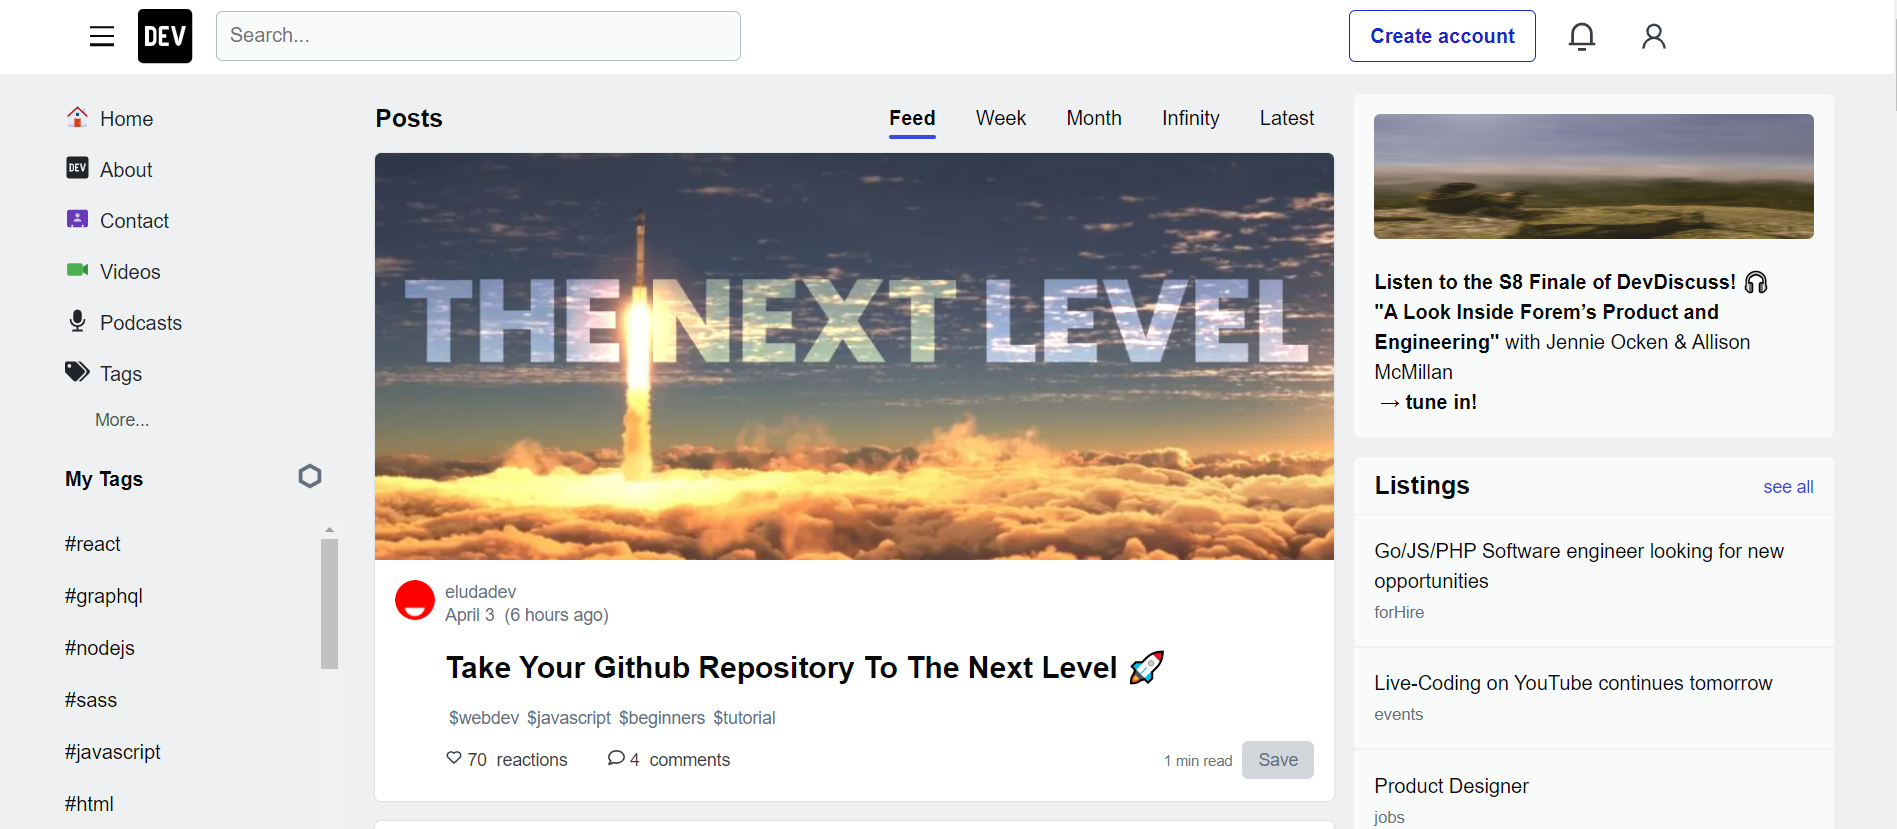 DEV
Search...
Create account
Home
DEV
About
Contact
Videos
Podcasts
Tags
More...
My Tags
#react
#graphql
#nodejs
#sass
#javascript
#html
Posts
Feed
Week
Month
Infinity
Latest
THE NEXT LEVEL
eludadev
April 3 (6 hours ago)
Take Your Github Repository To The Next Level 🚀
$webdev $javascript $beginners $tutorial
70 reactions
4 comments
1 min read
Save
Listen to the S8 Finale of DevDiscuss! 🎧
"A Look Inside Forem’s Product and
Engineering" with Jennie Ocken & Allison
McMillan
→ tune in!
Listings
see all
Go/JS/PHP Software engineer looking for new
opportunities
forHire
Live-Coding on YouTube continues tomorrow
events
Product Designer
jobs